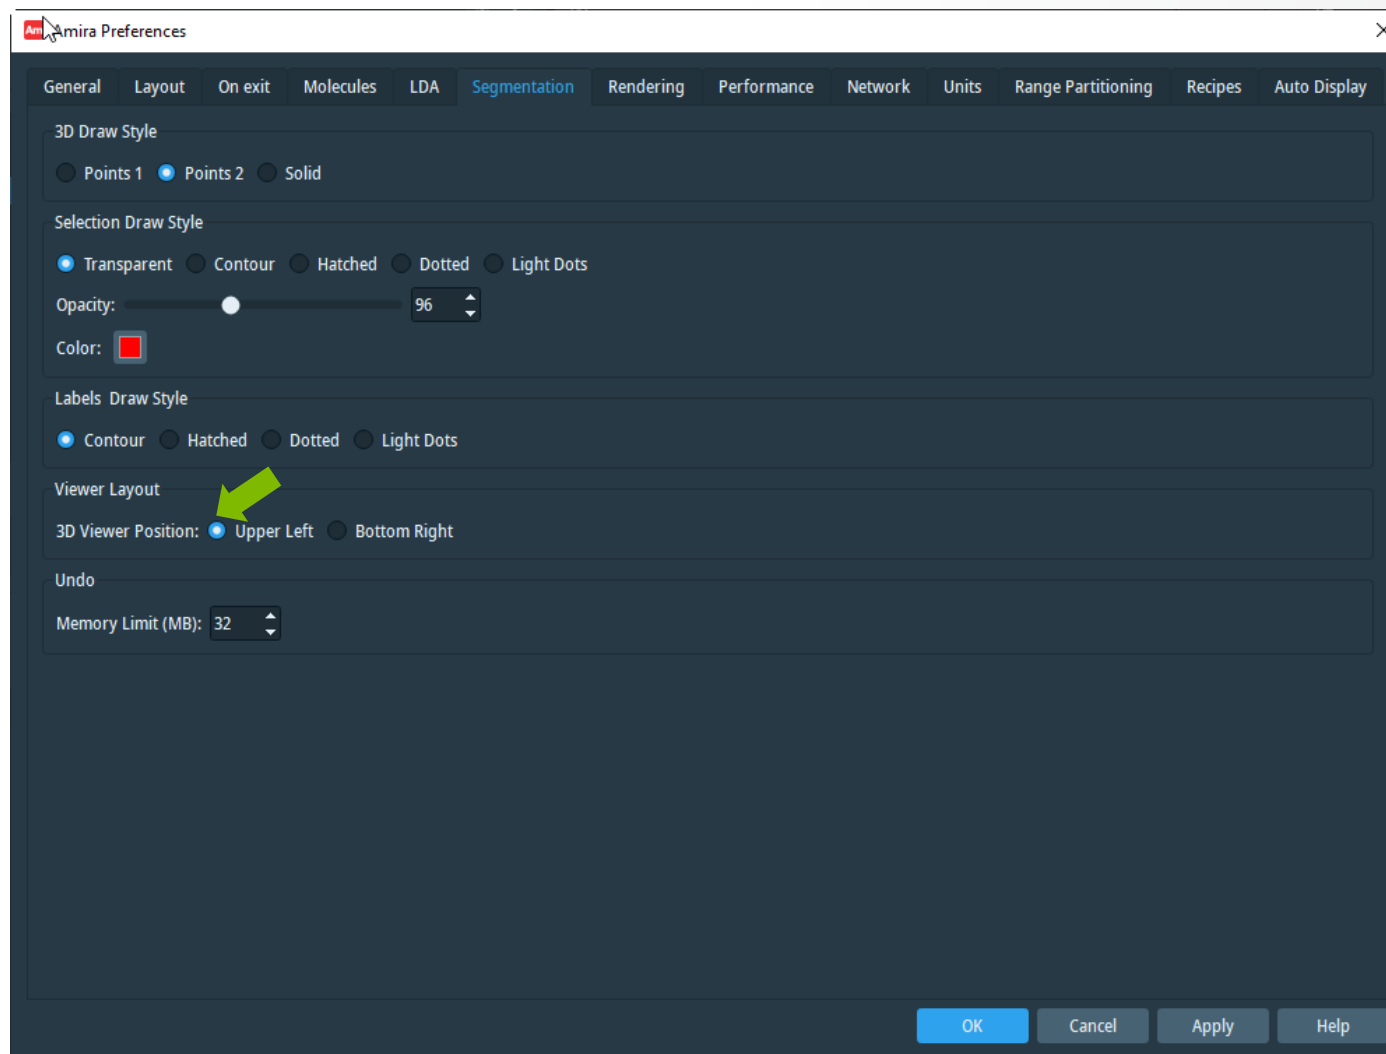 Am Amira Preferences
General Layout On exit Molecules LDA Segmentation Rendering Performance Network Units Range Partitioning Recipes Auto Display
3D Draw Style
Points 1 Points 2 Solid
Selection Draw Style
Transparent Contour Hatched Dotted Light Dots
Opacity: 96
Color:
Labels Draw Style
Contour Hatched Dotted Light Dots
Viewer Layout
3D Viewer Position: Upper Left Bottom Right
Undo
Memory Limit (MB): 32
OK Cancel Apply Help